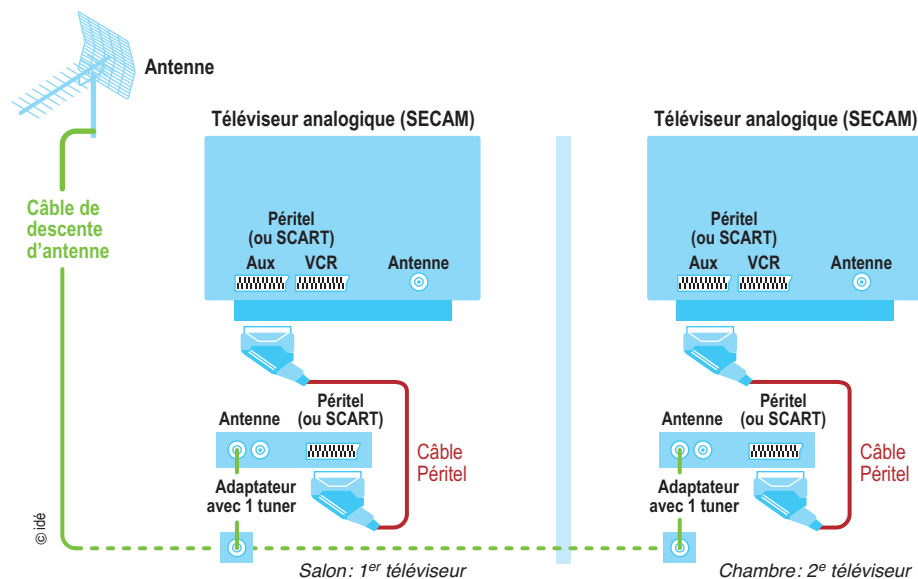 Antenne
Téléviseur analogique (SECAM)
Téléviseur analogique (SECAM)
Câble de
descente
d'antenne
Péritel
(ou SCART)
Aux VCR Antenne
Péritel
(ou SCART)
Aux VCR Antenne
Antenne
Péritel
(ou SCART)
Câble
Péritel
Adaptateur
avec 1 tuner
Antenne
Péritel
(ou SCART)
Câble
Péritel
Adaptateur
avec 1 tuner
© idé
Salon : 1er téléviseur
Chambre : 2e téléviseur